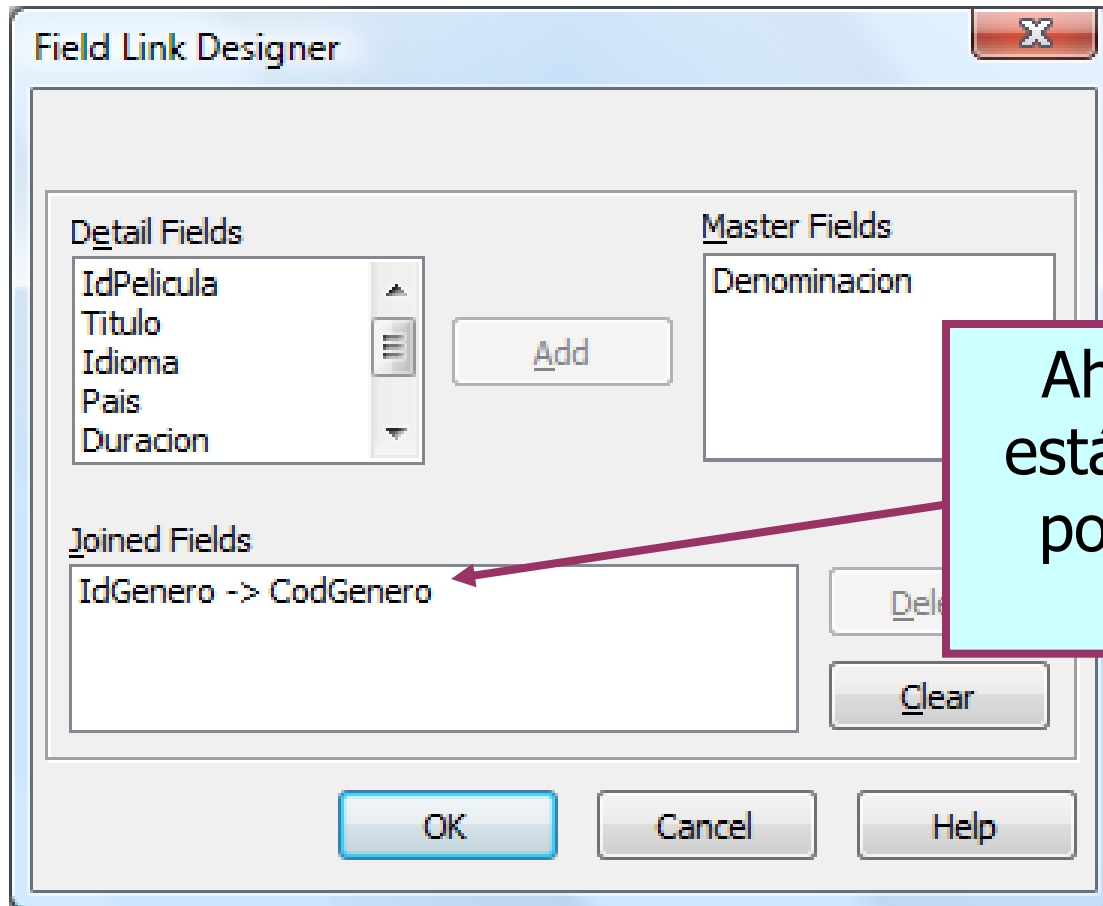 Field Link Designer
Detail Fields
Master Fields
IdPelicula
Titulo
Idioma
Pais
Duracion
Add
Denominacion
Joined Fields
IdGenero -> CodGenero
Clear
OK
Cancel
Help